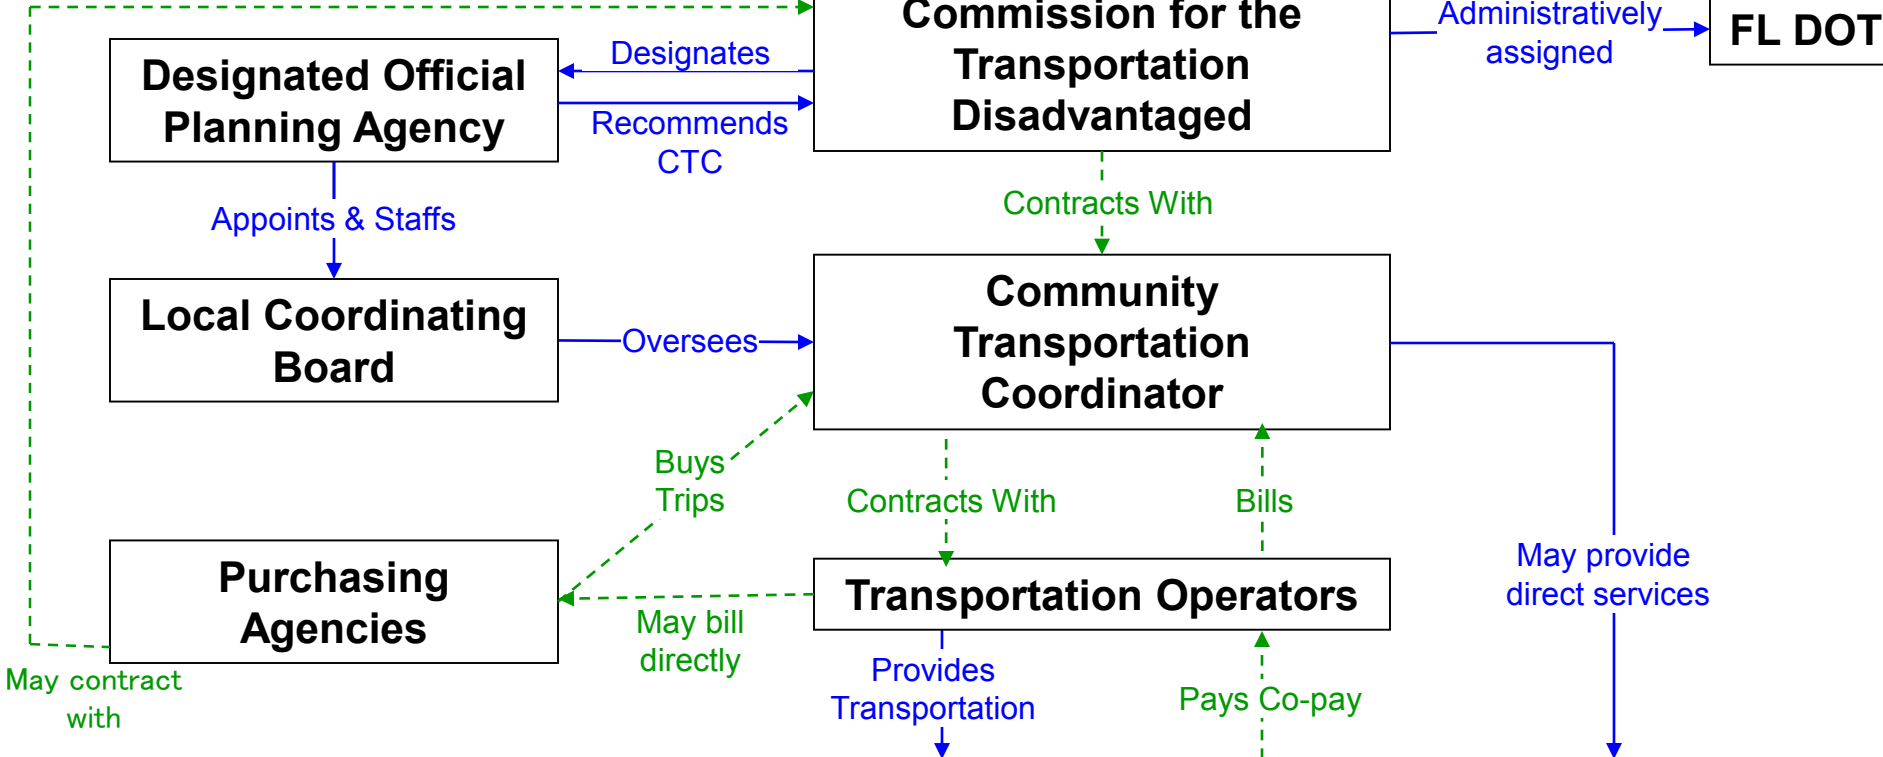 Commission for the
Transportation
Disadvantaged
Administratively
assigned
FL DOT
Designated Official
Planning Agency
Designates
Recommends
CTC
Appoints & Staffs
Contracts With
Local Coordinating
Board
Oversees
Community
Transportation
Coordinator
Buys
Trips
Contracts With
Bills
May provide
direct services
Purchasing
Agencies
May bill
directly
Transportation Operators
May contract
with
Provides
Transportation
Pays Co-pay